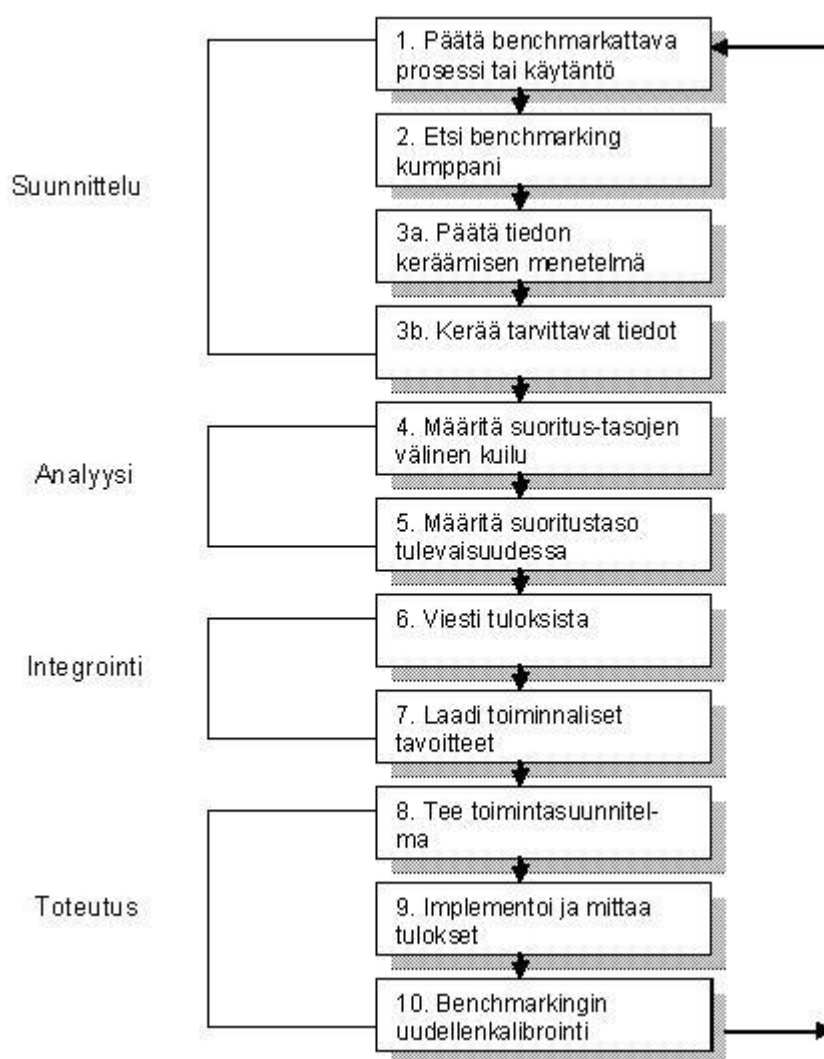 1. Päätä benchmarkattava
prosessi tai käytäntö
2. Etsi benchmarking
kumppani
Suunnittelu
3a. Päätä tiedon
keräämisen menetelmä
3b. Kerää tarvittavat tiedot
4. Määritä suoritus-tasojen
välinen kuilu
Analyysi
5. Määritä suoritustaso
tulevaisuudessa
6. Viesti tuloksista
Integrointi
7. Laadi toiminnaliset
tavoitteet
8. Tee toimintasuunnitel-
ma
Toteutus
9. Implementoi ja mittaa
tulokset
10. Benchmarkingin
uudellenkalibrointi